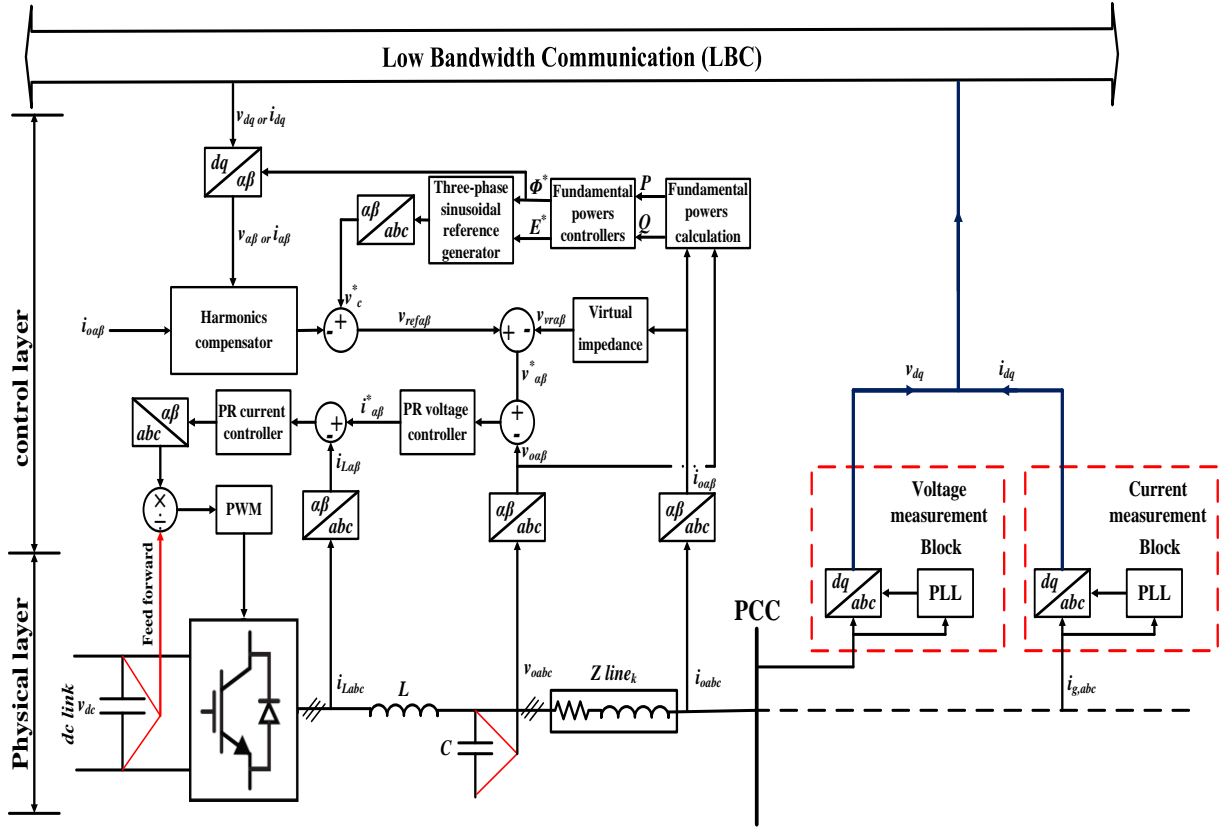 Low Bandwidth Communication (LBC)
v_dq or i_dq
dq
αβ
v_αβ or i_αβ
αβ
abc
Three-phase
sinusoidal
reference
generator
Φ*
E*
Fundamental
powers
controllers
P
Q
Fundamental
powers
calculation
control layer
i_oαβ
Harmonics
compensator
v*_c
-
+
v_refαβ
+
-
v_vrαβ
Virtual
impedance
v*_αβ
αβ
abc
PR current
controller
-
+
i*_αβ
PR voltage
controller
+
-
v_oαβ
i_Lαβ
i_oαβ
v_dq
i_dq
×
÷
PWM
αβ
abc
αβ
abc
αβ
abc
Voltage
measurement
Block
Current
measurement
Block
dq
abc
PLL
dq
abc
PLL
Physical layer
Feed forward
dc link
v_dc
i_Labc
L
C
v_oabc
Z line_k
i_oabc
PCC
i_g,abc